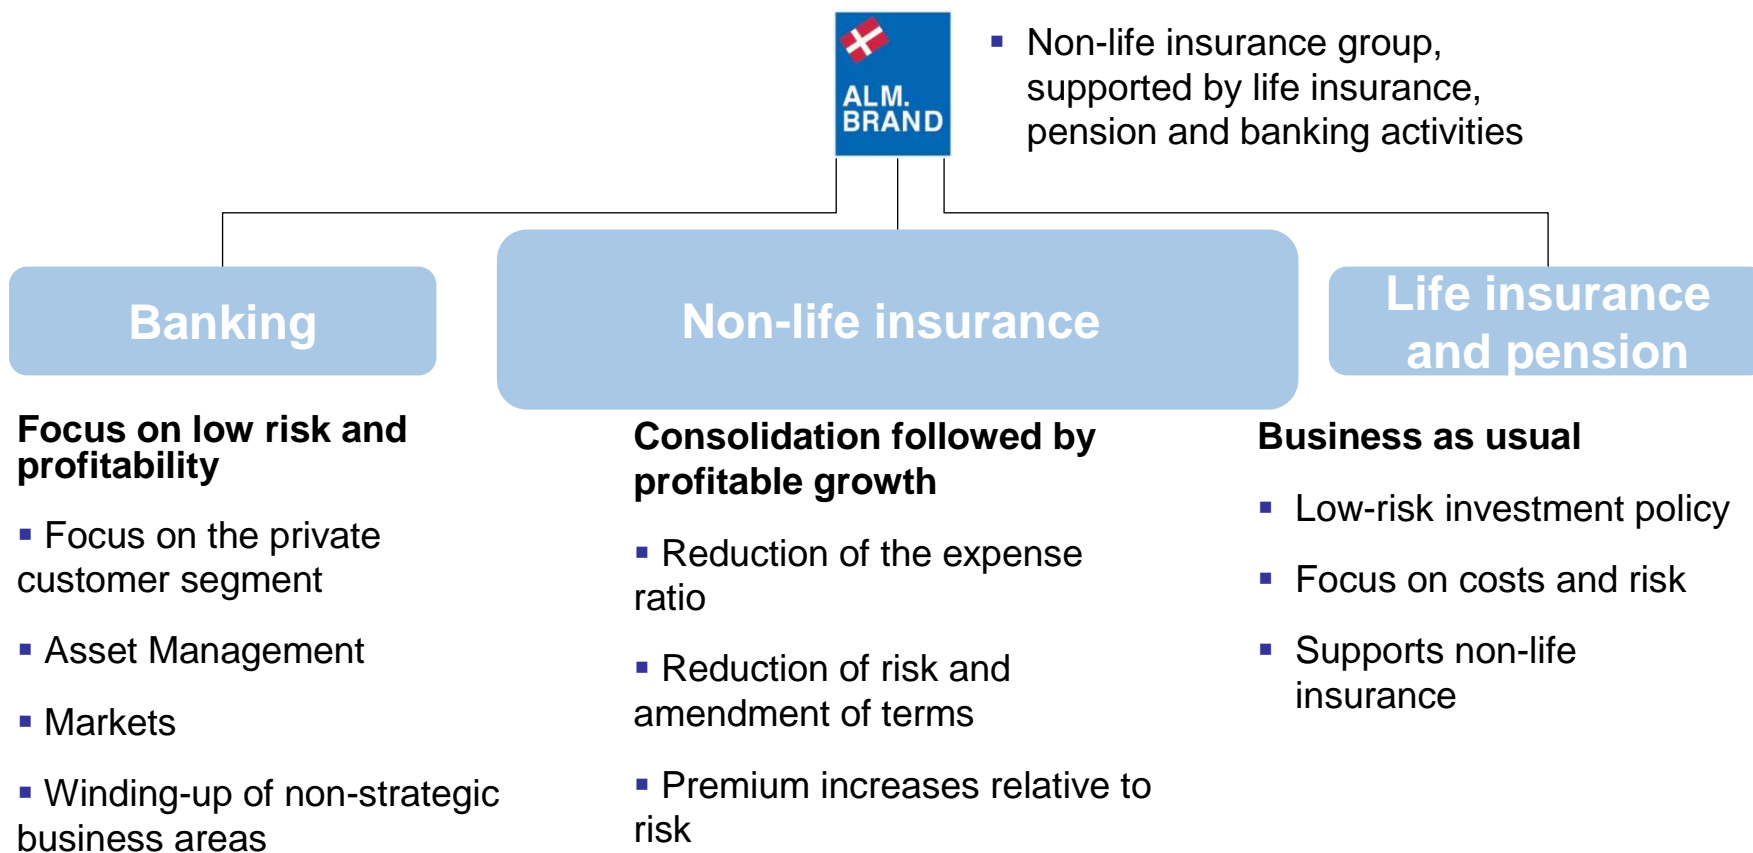 ALM.
BRAND
▪ Non-life insurance group,
supported by life insurance,
pension and banking activities
Banking
Non-life insurance
Life insurance
and pension
Focus on low risk and
profitability
▪ Focus on the private
customer segment
▪ Asset Management
▪ Markets
▪ Winding-up of non-strategic
business areas
Consolidation followed by
profitable growth
▪ Reduction of the expense
ratio
▪ Reduction of risk and
amendment of terms
▪ Premium increases relative to
risk
Business as usual
▪ Low-risk investment policy
▪ Focus on costs and risk
▪ Supports non-life
insurance